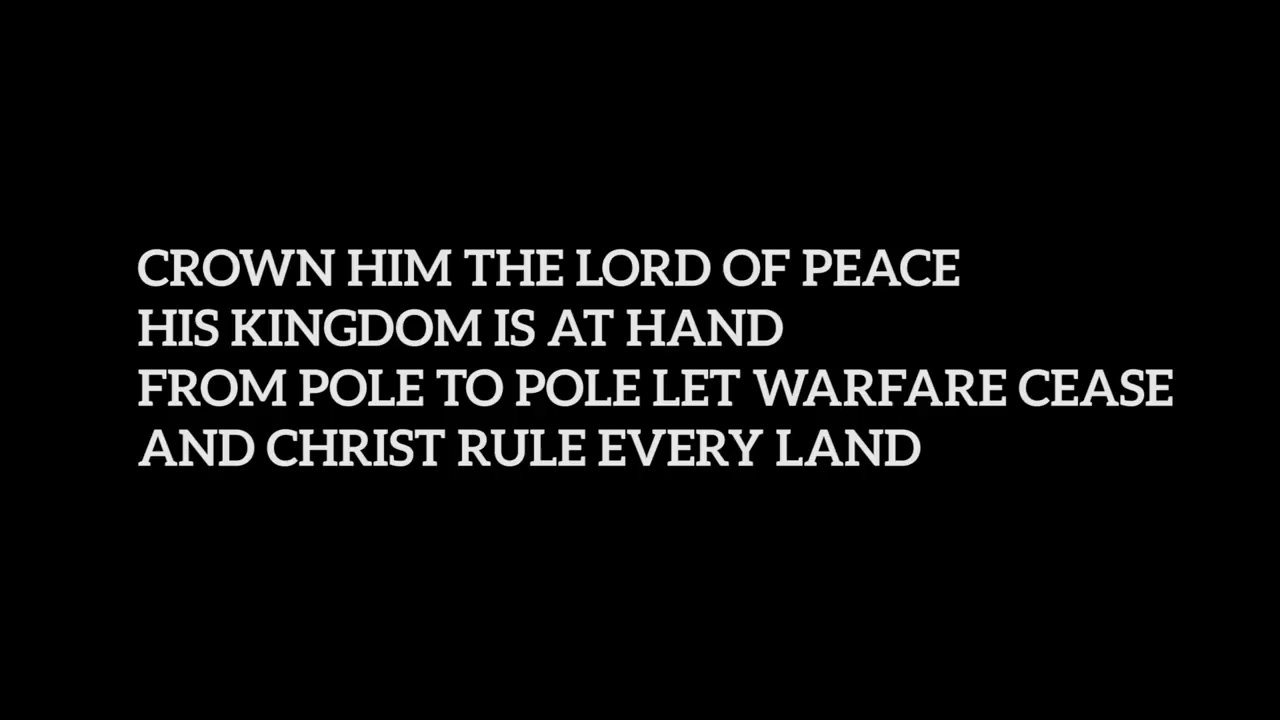 CROWN HIM THE LORD OF PEACE
HIS KINGDOM IS AT HAND
FROM POLE TO POLE LET WARFARE CEASE
AND CHRIST RULE EVERY LAND